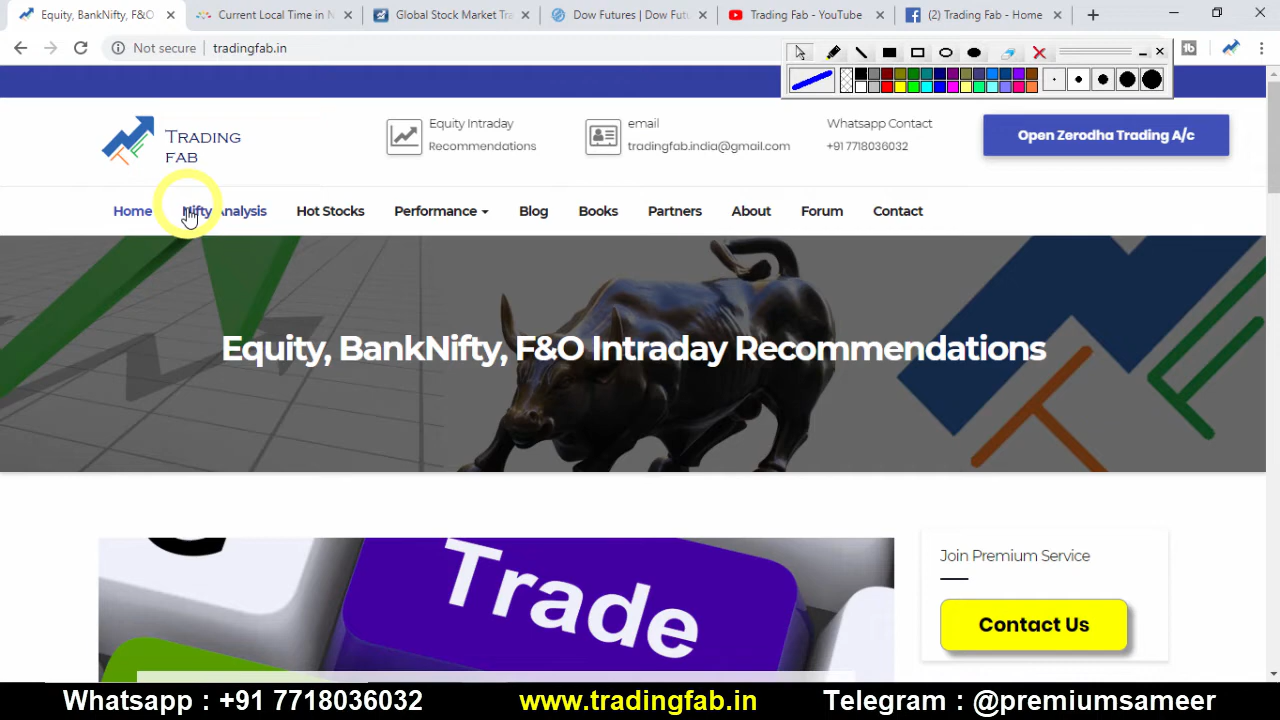 Equity, BankNifty, F&O
Current Local Time in N
Global Stock Market Tra
Dow Futures | Dow Futu
Trading Fab - YouTube
(2) Trading Fab - Home
Not secure
tradingfab.in
TRADING
FAB
Equity Intraday
Recommendations
email
tradingfab.india@gmail.com
Whatsapp Contact
+91 7718036032
Open Zerodha Trading A/c
Home
Nifty Analysis
Hot Stocks
Performance
Blog
Books
Partners
About
Forum
Contact
Equity, BankNifty, F&O Intraday Recommendations
Trade
Join Premium Service
Contact Us
Whatsapp : +91 7718036032
www.tradingfab.in
Telegram : @premiumsameer